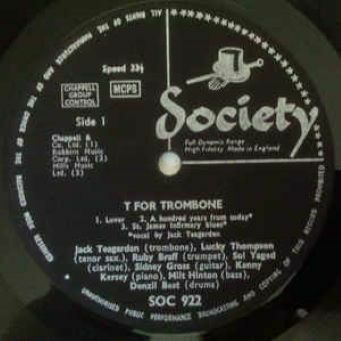 ALL RIGHTS OF THE
Speed 33⅓
CHAPPELL
GROUP
CONTROL
MCPS
Side 1
Society
Full Dynamic Range
High Fidelity Made in England
Chappell &
Co. Ltd. (1)
Robbins Music
Corp. Ltd. (2)
Mills Music
Ltd. (3)
T FOR TROMBONE
1. Lover 2. A hundred years from today*
3. St. James Infirmary blues*
*vocal by Jack Teagarden
Jack Teagarden (trombone), Lucky Thompson
(tenor sax), Ruby Braff (trumpet), Sol Yaged
(clarinet), Sidney Gross (guitar), Kenny
Kersey (piano), Milt Hinton (bass),
Denzil Best (drums)
SOC 922
UNAUTHORISED PUBLIC PERFORMANCE BROADCASTING AND COPYING OF THIS RECORD